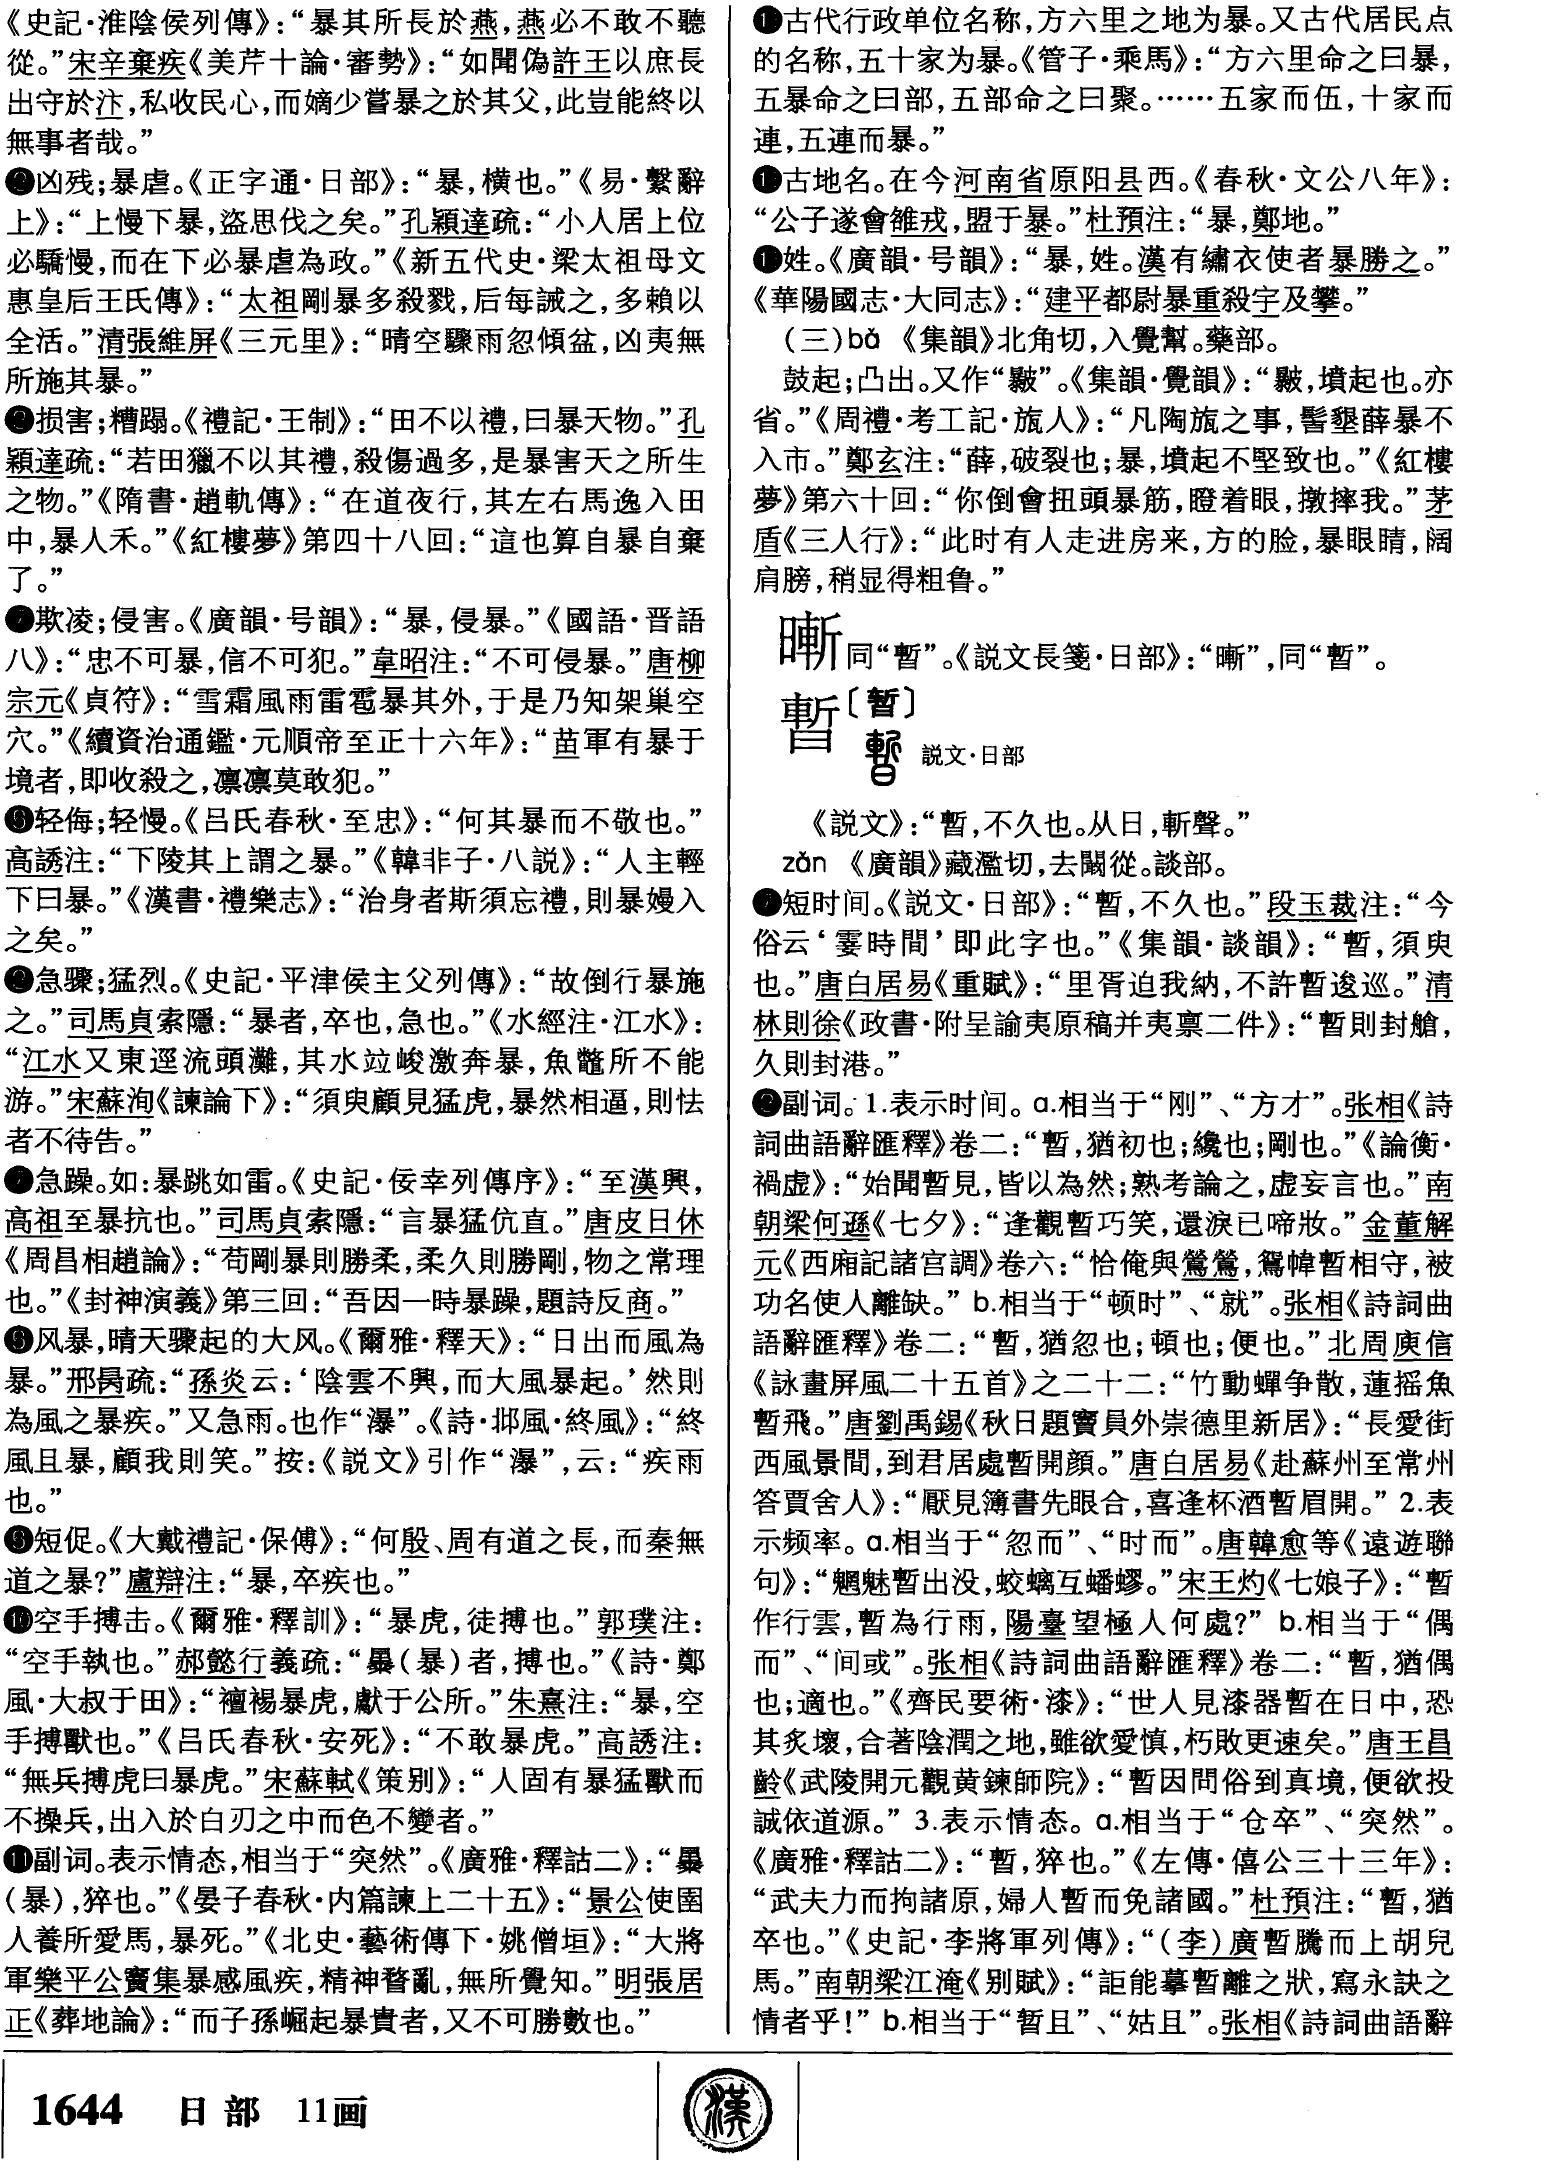 《史記·淮陰侯列傳》：“暴其所長於燕，燕必不敢不聽
從。”宋辛棄疾《美芹十論·審勢》：“如聞偽許王以庶長
出守於汴，私收民心，而嫡少嘗暴之於其父，此豈能終以
無事者哉。”
❷凶残；暴虐。《正字通·日部》：“暴，横也。”《易·繫辭
上》：“上慢下暴，盜思伐之矣。”孔穎達疏：“小人居上位
必驕慢，而在下必暴虐為政。”《新五代史·梁太祖母文
惠皇后王氏傳》：“太祖剛暴多殺戮，后每誡之，多賴以
全活。”清張維屏《三元里》：“晴空驟雨忽傾盆，凶夷無
所施其暴。”
❷损害；糟蹋。《禮記·王制》：“田不以禮，曰暴天物。”孔
穎達疏：“若田獵不以其禮，殺傷過多，是暴害天之所生
之物。”《隋書·趙軌傳》：“在道夜行，其左右馬逸入田
中，暴人禾。”《紅樓夢》第四十八回：“這也算自暴自棄
了。”
❼欺凌；侵害。《廣韻·号韻》：“暴，侵暴。”《國語·晋語
八》：“忠不可暴，信不可犯。”韋昭注：“不可侵暴。”唐柳
宗元《貞符》：“雪霜風雨雷雹暴其外，于是乃知架巢空
穴。”《續資治通鑑·元順帝至正十六年》：“苗軍有暴于
境者，即收殺之，凛凛莫敢犯。”
❺轻侮；轻慢。《吕氏春秋·至忠》：“何其暴而不敬也。”
高誘注：“下陵其上謂之暴。”《韓非子·八説》：“人主輕
下曰暴。”《漢書·禮樂志》：“治身者斯須忘禮，則暴嫚入
之矣。”
❷急骤；猛烈。《史記·平津侯主父列傳》：“故倒行暴施
之。”司馬貞索隱：“暴者，卒也，急也。”《水經注·江水》：
“江水又東逕流頭灘，其水竝峻激奔暴，魚鼈所不能
游。”宋蘇洵《諫論下》：“須臾顧見猛虎，暴然相逼，則怯
者不待告。”
❼急躁。如：暴跳如雷。《史記·佞幸列傳序》：“至漢興，
高祖至暴抗也。”司馬貞索隱：“言暴猛伉直。”唐皮日休
《周昌相趙論》：“苟剛暴則勝柔，柔久則勝剛，物之常理
也。”《封神演義》第三回：“吾因一時暴躁，題詩反商。”
❽风暴，晴天骤起的大风。《爾雅·釋天》：“日出而風為
暴。”邢昺疏：“孫炎云：‘陰雲不興，而大風暴起。’然則
為風之暴疾。”又急雨。也作“瀑”。《詩·邶風·終風》：“終
風且暴，顧我則笑。”按：《説文》引作“瀑”，云：“疾雨
也。”
❾短促。《大戴禮記·保傅》：“何殷、周有道之長，而秦無
道之暴？”盧辯注：“暴，卒疾也。”
❿空手搏击。《爾雅·釋訓》：“暴虎，徒搏也。”郭璞注：
“空手執也。”郝懿行義疏：“㬥（暴）者，搏也。”《詩·鄭
風·大叔于田》：“襢裼暴虎，獻于公所。”朱熹注：“暴，空
手搏獸也。”《吕氏春秋·安死》：“不敢暴虎。”高誘注：
“無兵搏虎曰暴虎。”宋蘇軾《策别》：“人固有暴猛獸而
不操兵，出入於白刃之中而色不變者。”
⓫副词。表示情态，相当于“突然”。《廣雅·釋詁二》：“㬥
（暴），猝也。”《晏子春秋·内篇諫上二十五》：“景公使圉
人養所愛馬，暴死。”《北史·藝術傳下·姚僧垣》：“大將
軍樂平公竇集暴感風疾，精神瞀亂，無所覺知。”明張居
正《葬地論》：“而子孫崛起暴貴者，又不可勝數也。”
❶古代行政单位名称，方六里之地为暴。又古代居民点
的名称，五十家为暴。《管子·乘馬》：“方六里命之曰暴，
五暴命之曰部，五部命之曰聚。……五家而伍，十家而
連，五連而暴。”
❶古地名。在今河南省原阳县西。《春秋·文公八年》：
“公子遂會雒戎，盟于暴。”杜預注：“暴，鄭地。”
❶姓。《廣韻·号韻》：“暴，姓。漢有繡衣使者暴勝之。”
《華陽國志·大同志》：“建平都尉暴重殺宇及攀。”
（三）bó 《集韻》北角切，入覺幫。藥部。
鼓起；凸出。又作“㿺”。《集韻·覺韻》：“㿺，墳起也。亦
省。”《周禮·考工記·旊人》：“凡陶旊之事，髻墾薜暴不
入市。”鄭玄注：“薜，破裂也；暴，墳起不堅致也。”《紅樓
夢》第六十回：“你倒會扭頭暴筋，瞪着眼，撴摔我。”茅
盾《三人行》：“此时有人走进房来，方的脸，暴眼睛，阔
肩膀，稍显得粗鲁。”
㬙 同“暫”。《説文長箋·日部》：“㬙”，同“暫”。
暫〔暂〕
説文·日部
《説文》：“暫，不久也。从日，斬聲。”
zàn 《廣韻》藏濫切，去闞從。談部。
❶短时间。《説文·日部》：“暫，不久也。”段玉裁注：“今
俗云‘霎時間’即此字也。”《集韻·談韻》：“暫，須臾
也。”唐白居易《重賦》：“里胥迫我納，不許暫逡巡。”清
林則徐《政書·附呈諭夷原稿并夷禀二件》：“暫則封艙，
久則封港。”
❷副词。1.表示时间。a.相当于“刚”、“方才”。张相《詩
詞曲語辭匯釋》卷二：“暫，猶初也；纔也；剛也。”《論衡·
禍虚》：“始聞暫見，皆以為然；熟考論之，虚妄言也。”南
朝梁何遜《七夕》：“逢觀暫巧笑，還淚已啼妝。”金董解
元《西廂記諸宫調》卷六：“恰俺與鶯鶯，鴛幃暫相守，被
功名使人離缺。” b.相当于“顿时”、“就”。张相《詩詞曲
語辭匯釋》卷二：“暫，猶忽也；頓也；便也。”北周庾信
《詠畫屏風二十五首》之二十二：“竹動蟬争散，蓮摇魚
暫飛。”唐劉禹錫《秋日題竇員外崇德里新居》：“長愛街
西風景閒，到君居處暫開顔。”唐白居易《赴蘇州至常州
答賈舍人》：“厭見簿書先眼合，喜逢杯酒暫眉開。” 2.表
示频率。a.相当于“忽而”、“时而”。唐韓愈等《遠遊聯
句》：“魍魅暫出没，蛟螭互蟠蟉。”宋王灼《七娘子》：“暫
作行雲，暫為行雨，陽臺望極人何處？” b.相当于“偶
而”、“间或”。张相《詩詞曲語辭匯釋》卷二：“暫，猶偶
也；適也。”《齊民要術·漆》：“世人見漆器暫在日中，恐
其炙壞，合著陰潤之地，雖欲愛慎，朽敗更速矣。”唐王昌
齡《武陵開元觀黄鍊師院》：“暫因問俗到真境，便欲投
誠依道源。” 3.表示情态。a.相当于“仓卒”、“突然”。
《廣雅·釋詁二》：“暫，猝也。”《左傳·僖公三十三年》：
“武夫力而拘諸原，婦人暫而免諸國。”杜預注：“暫，猶
卒也。”《史記·李將軍列傳》：“（李）廣暫騰而上胡兒
馬。”南朝梁江淹《别賦》：“詎能摹暫離之狀，寫永訣之
情者乎！” b.相当于“暫且”、“姑且”。张相《詩詞曲語辭
1644 日部 11画
漢